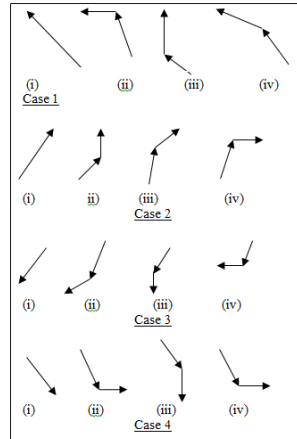 (i) (ii) (iii) (iv)
Case 1
(i) ii) (iii) (iv)
Case 2
(i) (ii) (iii) (iv)
Case 3
(i) (ii) (iii) (iv)
Case 4